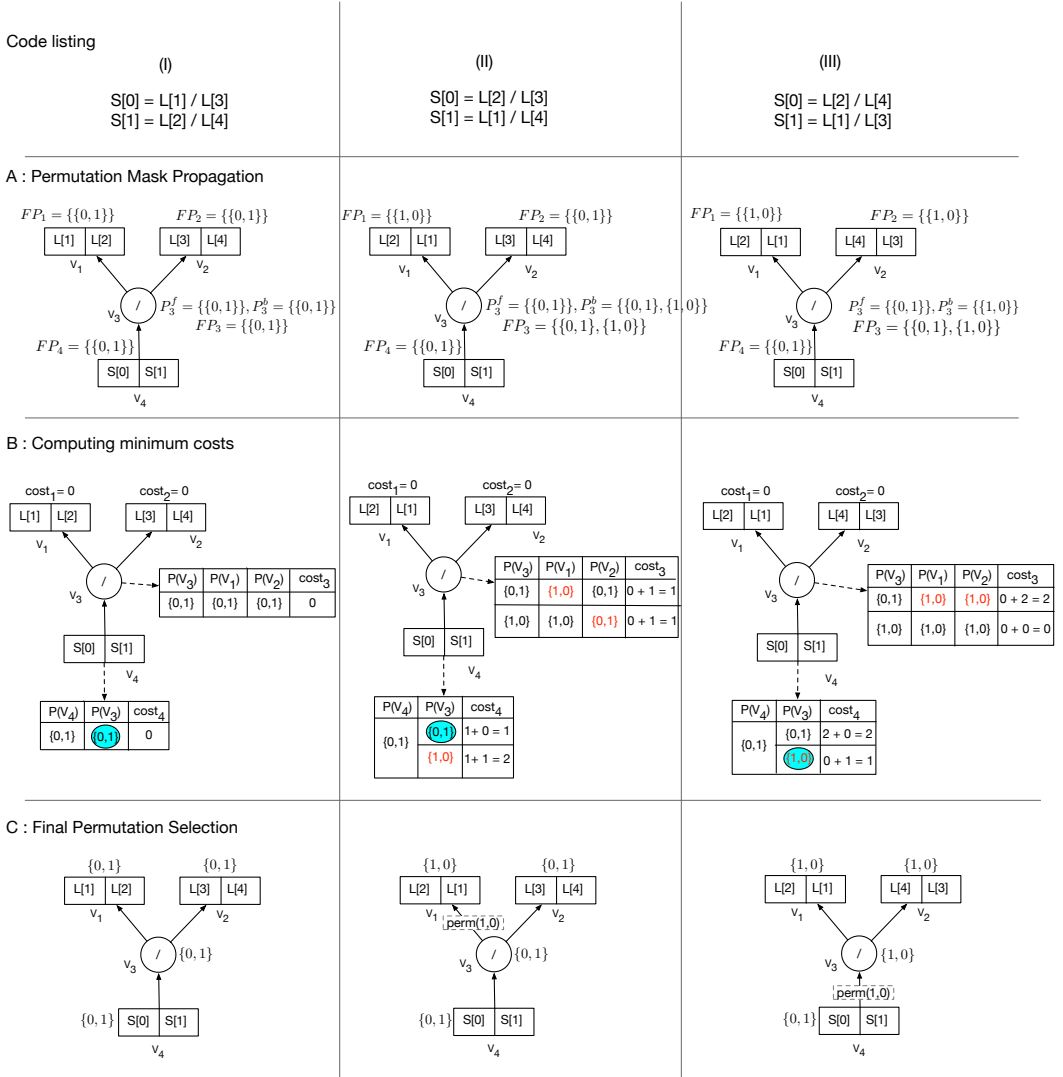 Code listing
(I)
(II)
(III)
S[0] = L[1] / L[3]
S[1] = L[2] / L[4]
S[0] = L[2] / L[3]
S[1] = L[1] / L[4]
S[0] = L[2] / L[4]
S[1] = L[1] / L[3]
A : Permutation Mask Propagation
FP₁ = {{0, 1}}
FP₂ = {{0, 1}}
L[1] L[2]
L[3] L[4]
V₁
V₂
/
V₃
P₃ᶠ = {{0, 1}}, P₃ᵇ = {{0, 1}}
FP₃ = {{0, 1}}
FP₄ = {{0, 1}}
S[0] S[1]
V₄
FP₁ = {{1, 0}}
FP₂ = {{0, 1}}
L[2] L[1]
L[3] L[4]
V₁
V₂
/
V₃
P₃ᶠ = {{0, 1}}, P₃ᵇ = {{0, 1}, {1, 0}}
FP₃ = {{0, 1}, {1, 0}}
FP₄ = {{0, 1}}
S[0] S[1]
V₄
FP₁ = {{1, 0}}
FP₂ = {{1, 0}}
L[2] L[1]
L[4] L[3]
V₁
V₂
/
V₃
P₃ᶠ = {{0, 1}}, P₃ᵇ = {{1, 0}}
FP₃ = {{0, 1}, {1, 0}}
FP₄ = {{0, 1}}
S[0] S[1]
V₄
B : Computing minimum costs
cost₁= 0
cost₂= 0
L[1] L[2]
L[3] L[4]
V₁
V₂
/
V₃
P(V₃) P(V₁) P(V₂) cost₃
{0,1} {0,1} {0,1} 0
S[0] S[1]
V₄
P(V₄) P(V₃) cost₄
{0,1} {0,1} 0
cost₁= 0
cost₂= 0
L[2] L[1]
L[3] L[4]
V₁
V₂
/
V₃
P(V₃) P(V₁) P(V₂) cost₃
{0,1} {1,0} {0,1} 0 + 1 = 1
{1,0} {1,0} {0,1} 0 + 1 = 1
S[0] S[1]
V₄
P(V₄) P(V₃) cost₄
{0,1} {0,1} 1+ 0 = 1
{1,0} 1+ 1 = 2
cost₁= 0
cost₂= 0
L[2] L[1]
L[4] L[3]
V₁
V₂
/
V₃
P(V₃) P(V₁) P(V₂) cost₃
{0,1} {1,0} {1,0} 0 + 2 = 2
{1,0} {1,0} {1,0} 0 + 0 = 0
S[0] S[1]
V₄
P(V₄) P(V₃) cost₄
{0,1} {0,1} 2 + 0 = 2
{1,0} 0 + 1 = 1
C : Final Permutation Selection
{0, 1}
{0, 1}
L[1] L[2]
L[3] L[4]
V₁
V₂
/
V₃
{0, 1}
{0, 1}
S[0] S[1]
V₄
{1, 0}
{0, 1}
L[2] L[1]
L[3] L[4]
V₁
V₂
perm(1,0)
/
V₃
{0, 1}
{0, 1}
S[0] S[1]
V₄
{1, 0}
{1, 0}
L[2] L[1]
L[4] L[3]
V₁
V₂
/
V₃
{1, 0}
perm(1,0)
{0, 1}
S[0] S[1]
V₄